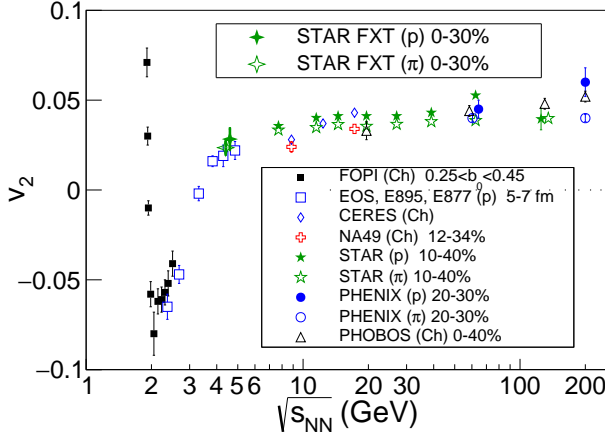 STAR FXT (p) 0-30%
STAR FXT (π) 0-30%
0.1
0.05
0
−0.05
−0.1
v2
FOPI (Ch) 0.25<b0<0.45
EOS, E895, E877 (p) 5-7 fm
CERES (Ch)
NA49 (Ch) 12-34%
STAR (p) 10-40%
STAR (π) 10-40%
PHENIX (p) 20-30%
PHENIX (π) 20-30%
PHOBOS (Ch) 0-40%
1 2 3 4 5 6 10 20 30 100 200
√sNN (GeV)